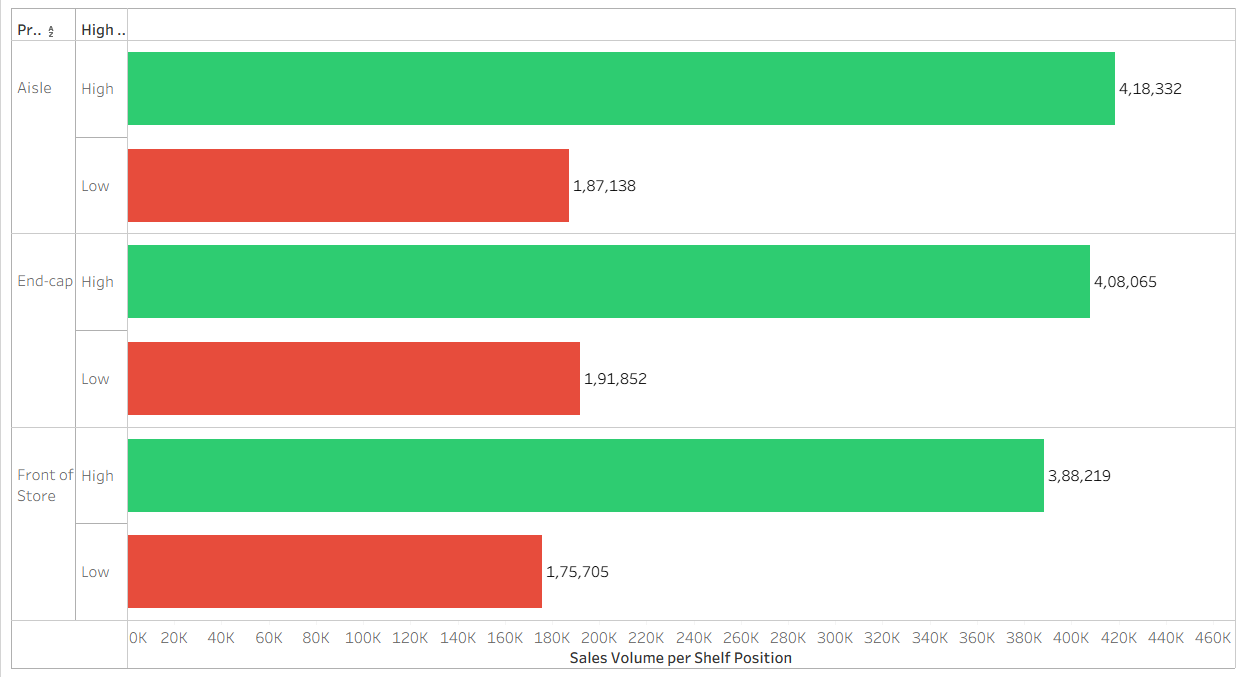 Pr.. A Z High ..
Aisle High 4,18,332
Low 1,87,138
End-cap High 4,08,065
Low 1,91,852
Front of Store High 3,88,219
Low 1,75,705
0K 20K 40K 60K 80K 100K 120K 140K 160K 180K 200K 220K 240K 260K 280K 300K 320K 340K 360K 380K 400K 420K 440K 460K
Sales Volume per Shelf Position